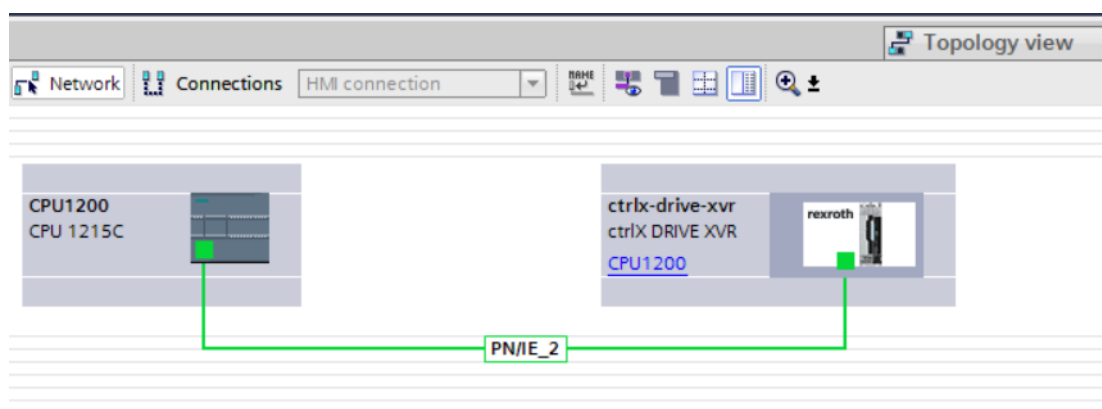 Topology view
Network Connections HMI connection NAME
CPU1200
CPU 1215C
ctrlx-drive-xvr
ctrlX DRIVE XVR
CPU1200
rexroth
PN/IE_2